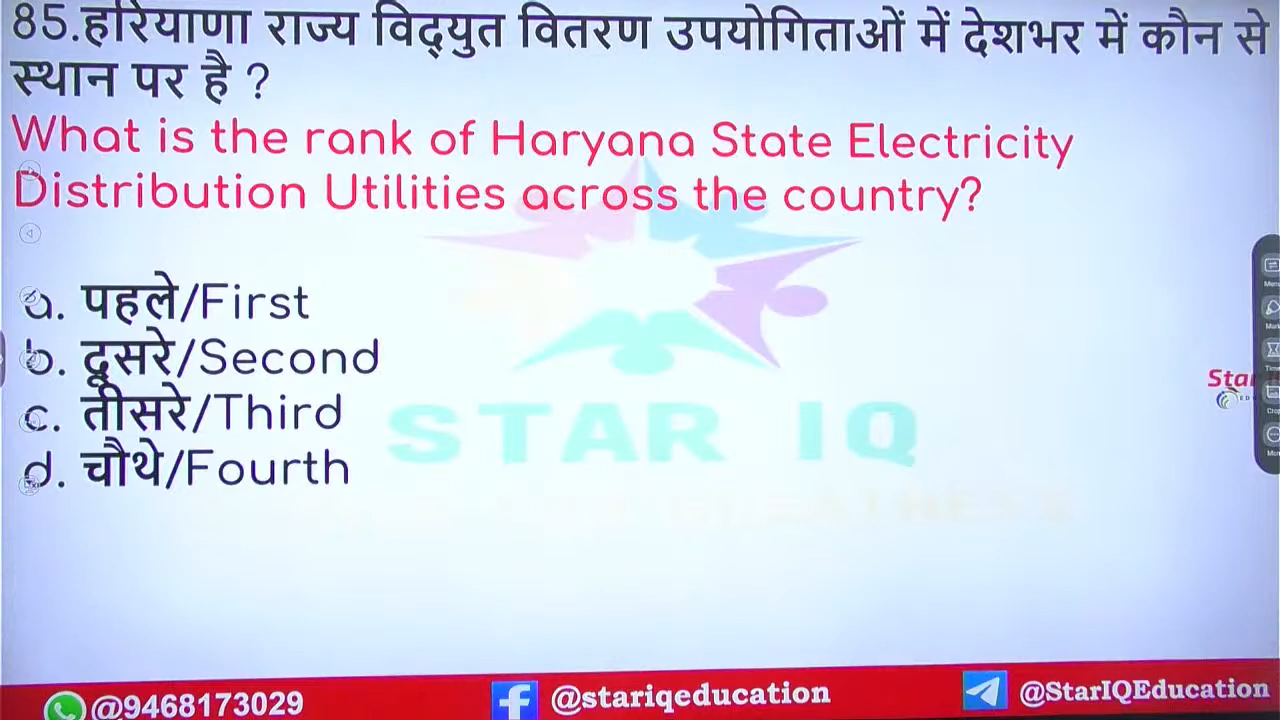 85.हरियाणा राज्य विद्युत वितरण उपयोगिताओं में देशभर में कौन से
स्थान पर है ?
What is the rank of Haryana State Electricity
Distribution Utilities across the country?
a. पहले/First
b. दूसरे/Second
c. तीसरे/Third
d. चौथे/Fourth
STAR IQ
Star
@9468173029
@stariqeducation
@StarIQEducation